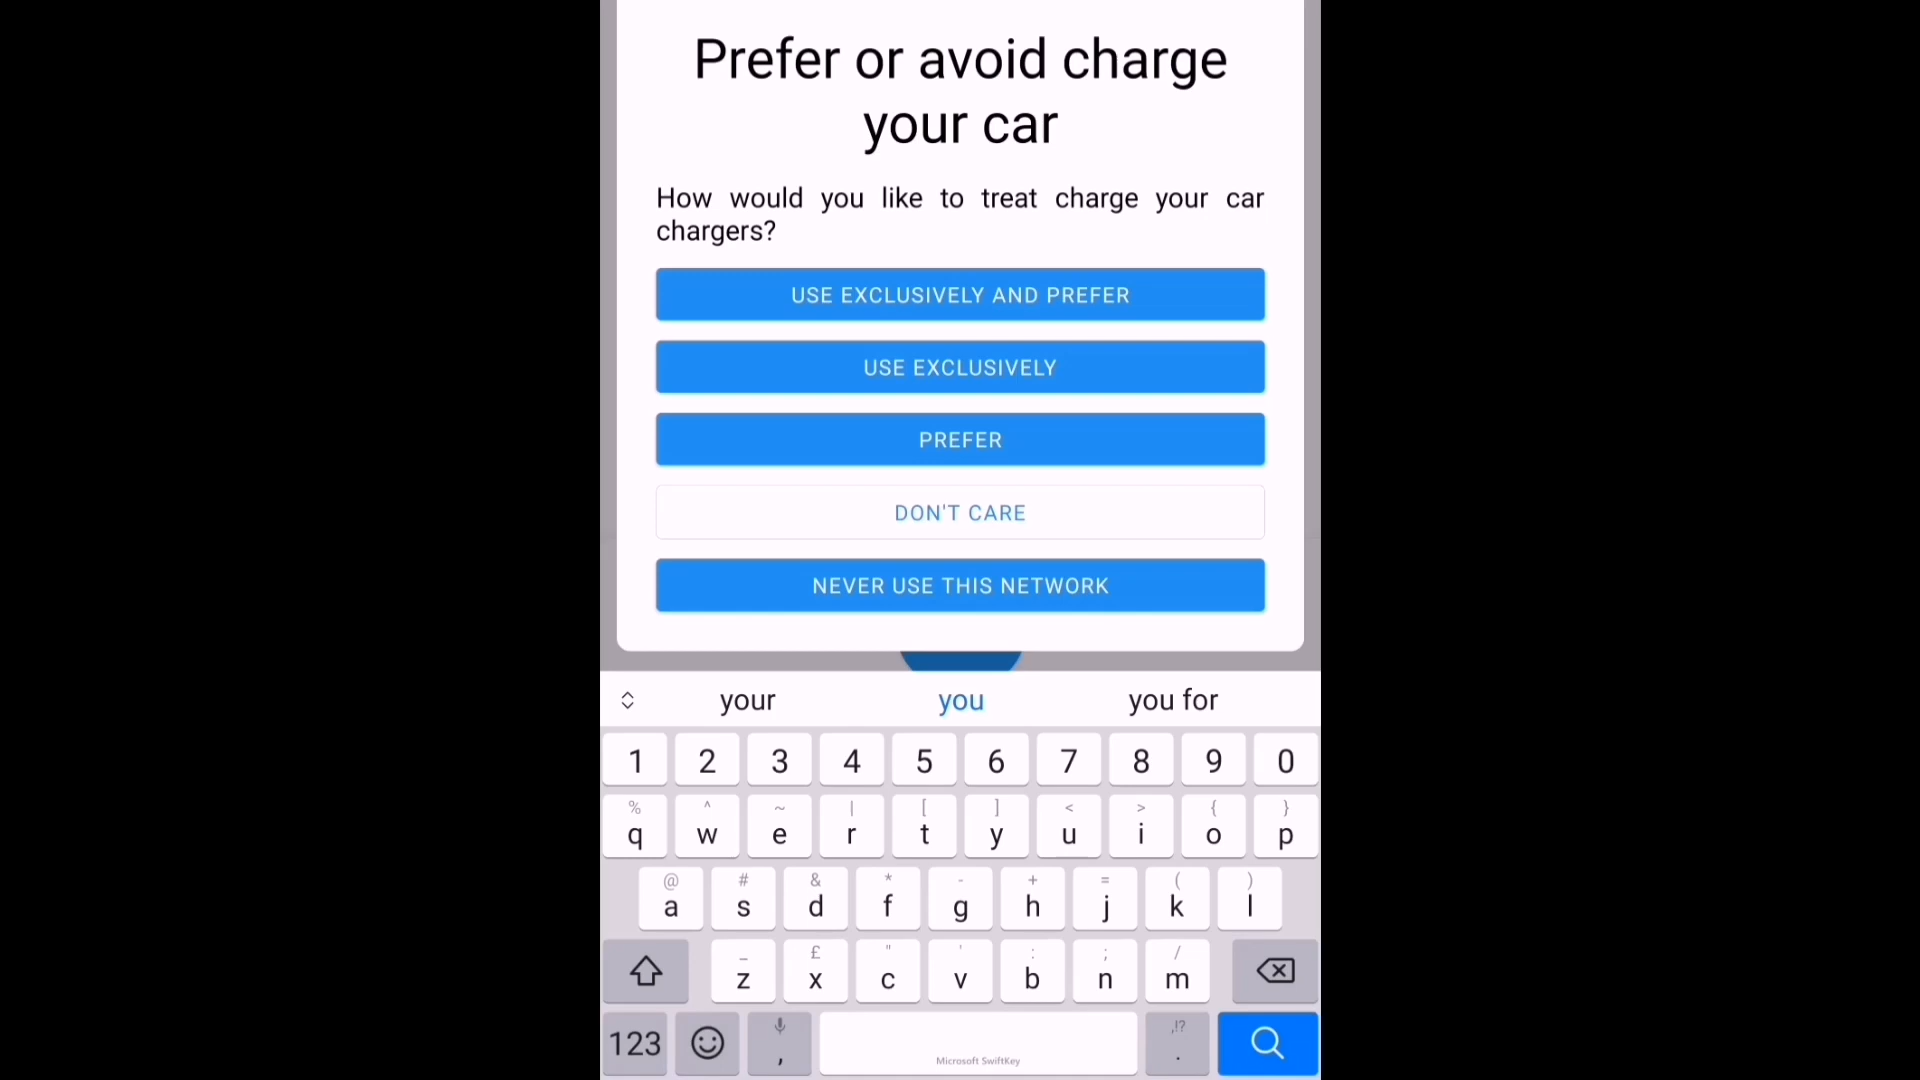 Prefer or avoid charge
your car
How would you like to treat charge your car
chargers?
USE EXCLUSIVELY AND PREFER
USE EXCLUSIVELY
PREFER
DON'T CARE
NEVER USE THIS NETWORK
your you you for
1 2 3 4 5 6 7 8 9 0
% ^ ~ | [ ] < > { }
q w e r t y u i o p
@ # & * - + = ( )
a s d f g h j k l
_ £ " ' : ; /
z x c v b n m
,!?
123 , .
Microsoft SwiftKey